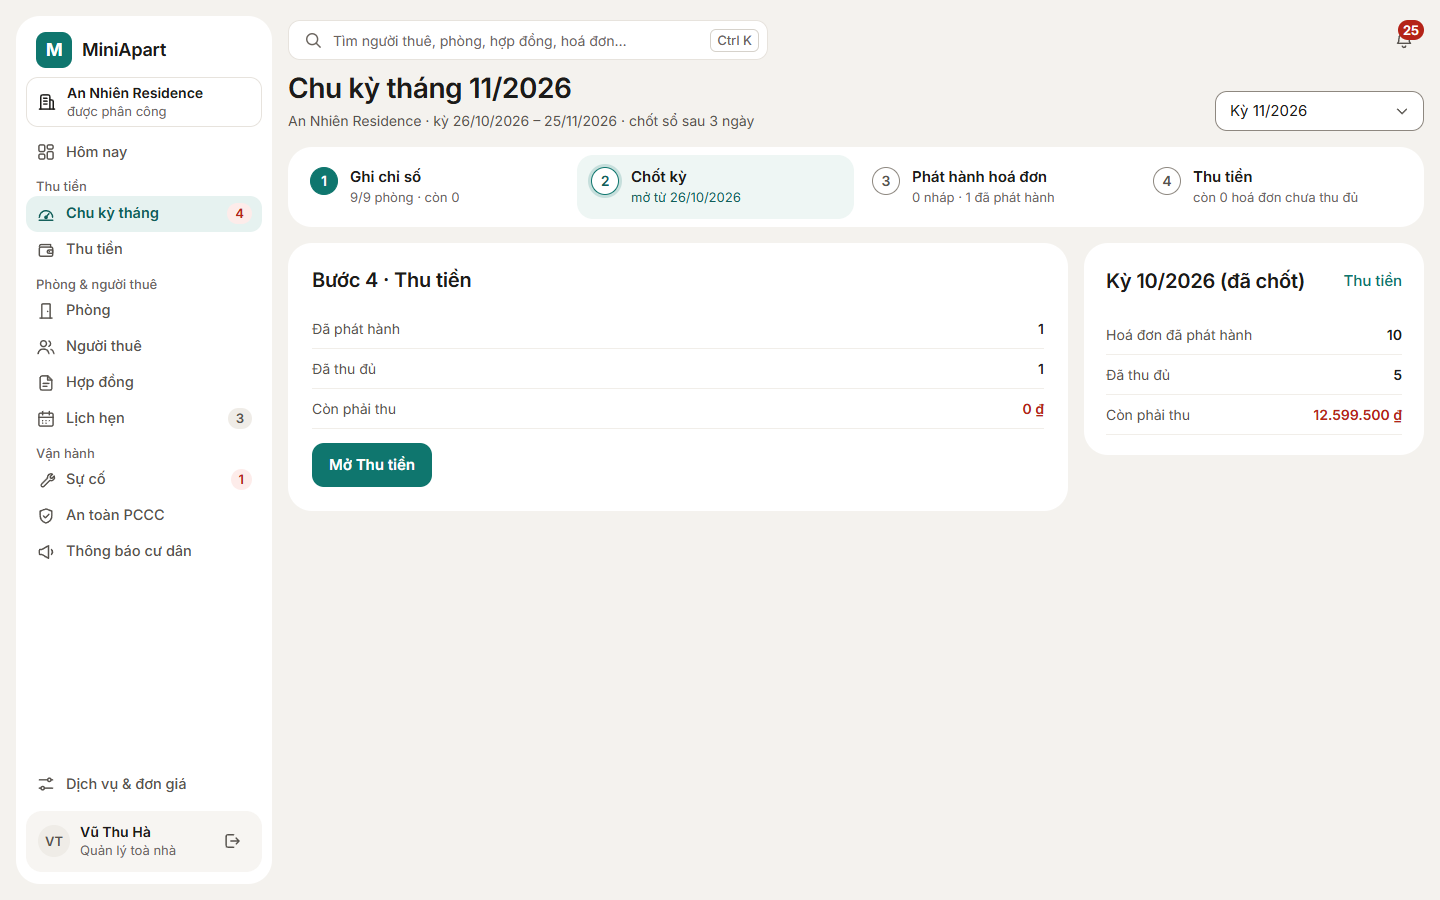 M MiniApart
An Nhiên Residence
được phân công
Hôm nay
Thu tiền
Chu kỳ tháng 4
Thu tiền
Phòng & người thuê
Phòng
Người thuê
Hợp đồng
Lịch hẹn 3
Vận hành
Sự cố 1
An toàn PCCC
Thông báo cư dân
Dịch vụ & đơn giá
VT
Vũ Thu Hà
Quản lý toà nhà
Tìm người thuê, phòng, hợp đồng, hoá đơn... Ctrl K
25
Chu kỳ tháng 11/2026
An Nhiên Residence · kỳ 26/10/2026 – 25/11/2026 · chốt sổ sau 3 ngày
Kỳ 11/2026
1 Ghi chỉ số
9/9 phòng · còn 0
2 Chốt kỳ
mở từ 26/10/2026
3 Phát hành hoá đơn
0 nháp · 1 đã phát hành
4 Thu tiền
còn 0 hoá đơn chưa thu đủ
Bước 4 · Thu tiền
Đã phát hành 1
Đã thu đủ 1
Còn phải thu 0 ₫
Mở Thu tiền
Kỳ 10/2026 (đã chốt) Thu tiền
Hoá đơn đã phát hành 10
Đã thu đủ 5
Còn phải thu 12.599.500 ₫